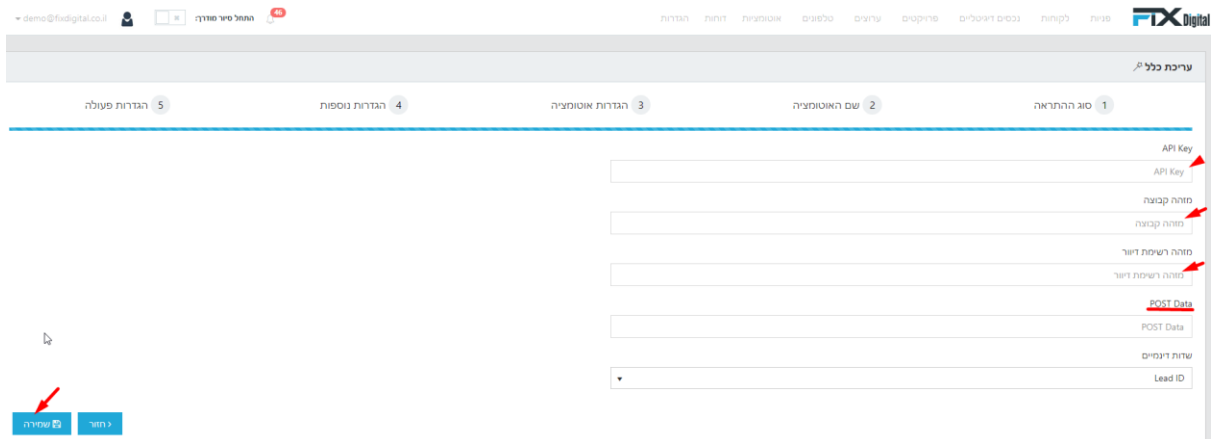 FIX Digital
פניות לקוחות נכסים דיגיטליים פרויקטים ערוצים טלפונים אוטומציות דוחות הגדרות
46
התחל סיור מודרך:
demo@fixdigital.co.il
עריכת כלל
1 סוג ההתראה
2 שם האוטומציה
3 הגדרות אוטומציה
4 הגדרות נוספות
5 הגדרות פעולה
API Key
API Key
מזהה קבוצה
מזהה קבוצה
מזהה רשימת דיוור
מזהה רשימת דיוור
POST Data
POST Data
שדות דינמיים
Lead ID
חזור
שמירה